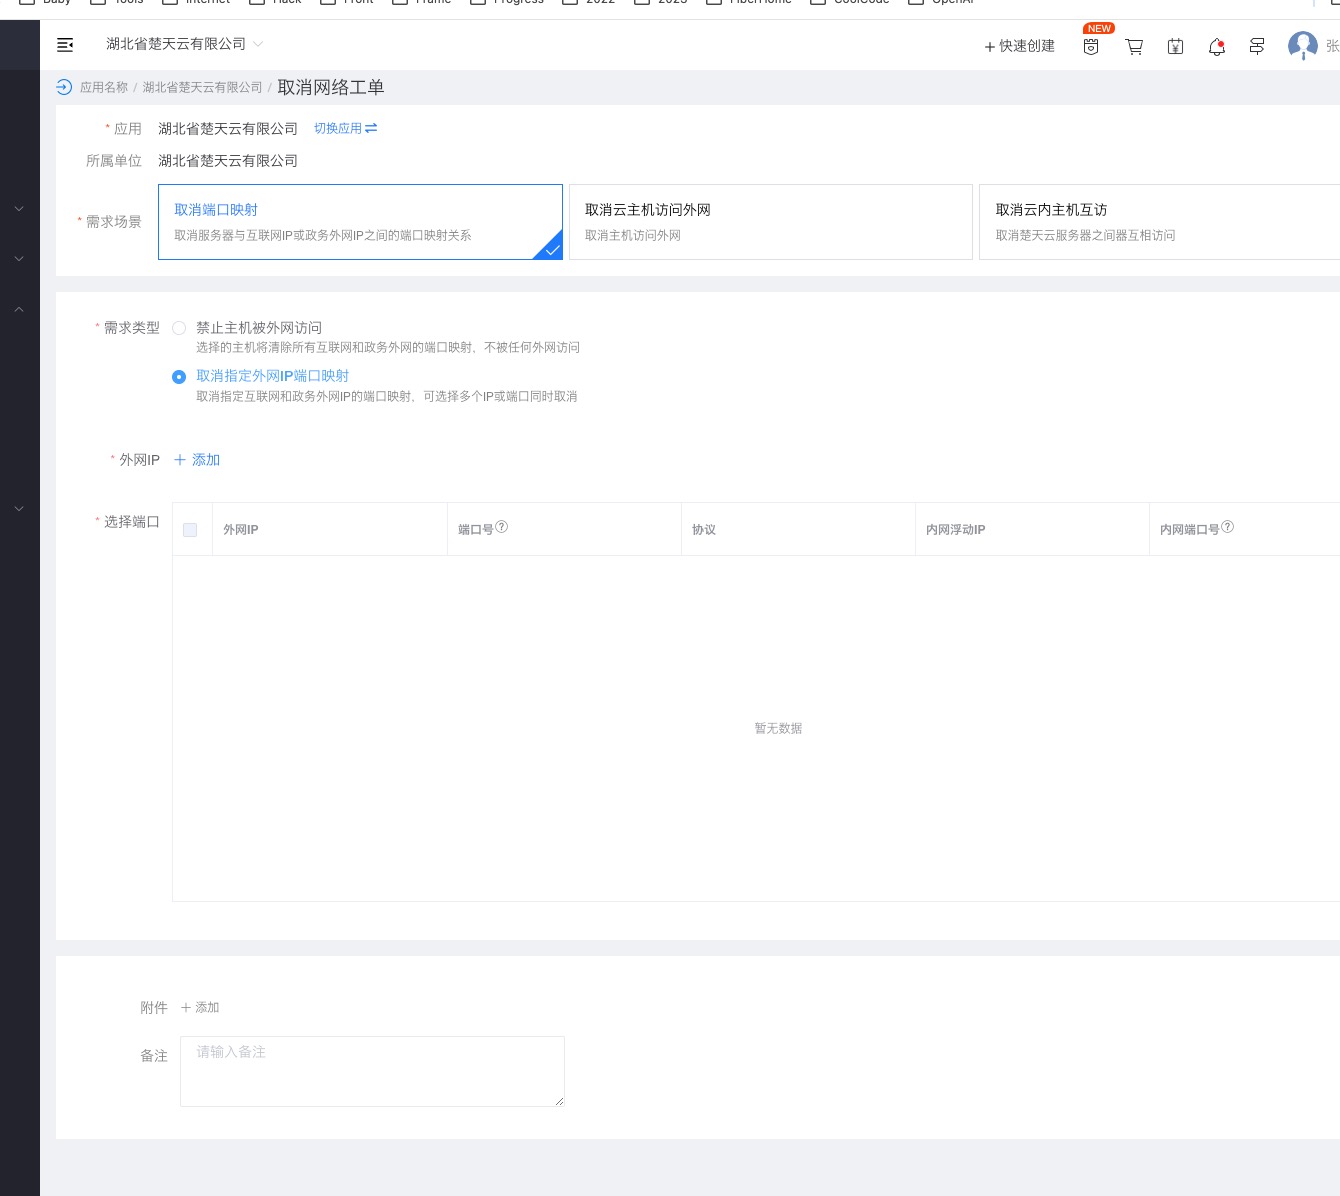 Baby Tools Internet Hack Front Frame Progress 2022 2023 FiberHome CoolCode OpenAI
湖北省楚天云有限公司
+ 快速创建 NEW 张
应用名称 / 湖北省楚天云有限公司 / 取消网络工单
* 应用 湖北省楚天云有限公司 切换应用
所属单位 湖北省楚天云有限公司
* 需求场景
取消端口映射
取消服务器与互联网IP或政务外网IP之间的端口映射关系
取消云主机访问外网
取消主机访问外网
取消云内主机互访
取消楚天云服务器之间器互相访问
* 需求类型 禁止主机被外网访问
选择的主机将清除所有互联网和政务外网的端口映射，不被任何外网访问
取消指定外网IP端口映射
取消指定互联网和政务外网IP的端口映射，可选择多个IP或端口同时取消
* 外网IP + 添加
* 选择端口 外网IP 端口号? 协议 内网浮动IP 内网端口号?
暂无数据
附件 + 添加
备注 请输入备注